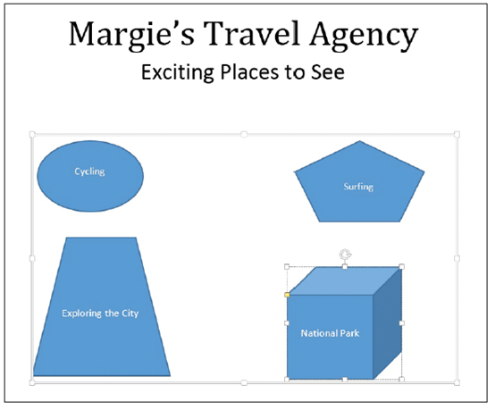 Margie's Travel Agency
Exciting Places to See
Cycling
Surfing
Exploring the City
National Park